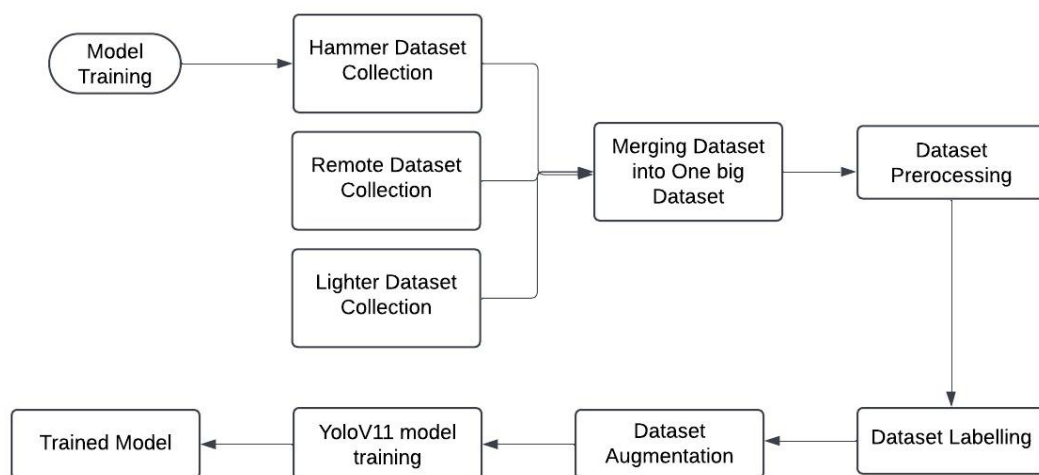 Model
Training
Hammer Dataset
Collection
Remote Dataset
Collection
Lighter Dataset
Collection
Merging Dataset
into One big
Dataset
Dataset
Prerocessing
Dataset Labelling
Dataset
Augmentation
YoloV11 model
training
Trained Model